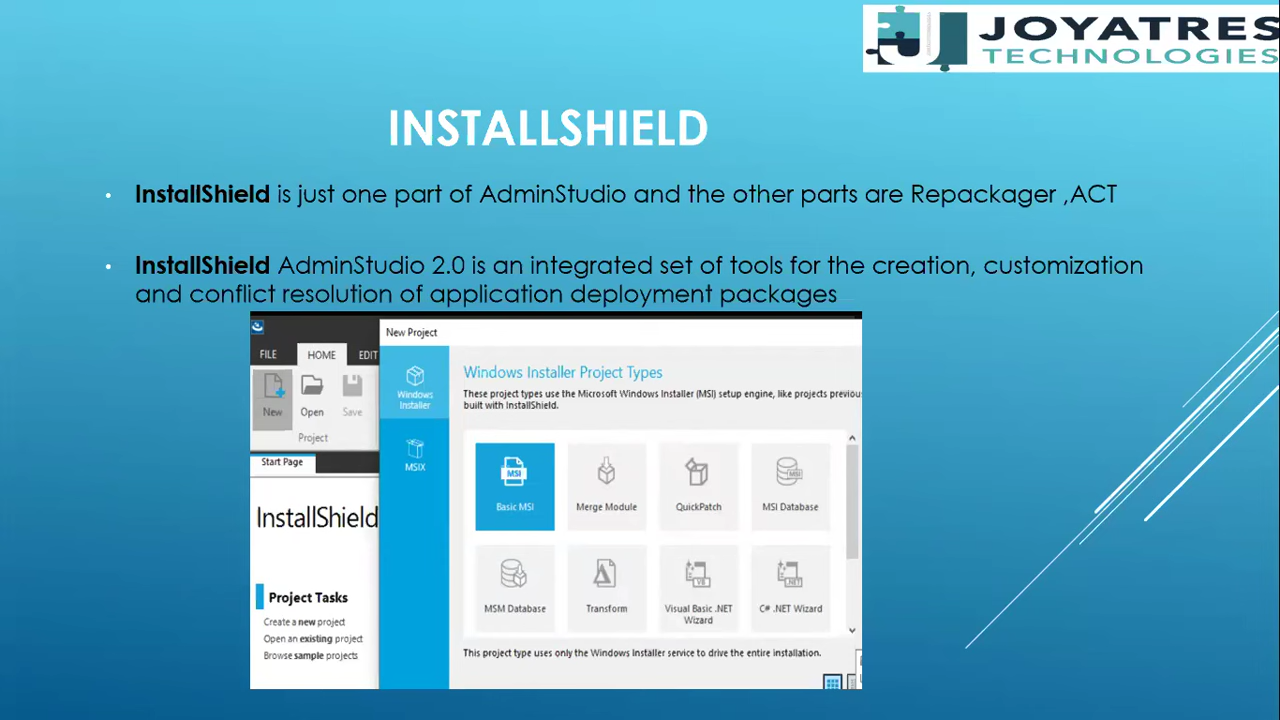 JOYATRES
TECHNOLOGIES
INSTALLSHIELD
• InstallShield is just one part of AdminStudio and the other parts are Repackager ,ACT
• InstallShield AdminStudio 2.0 is an integrated set of tools for the creation, customization
and conflict resolution of application deployment packages
FILE HOME EDIT
New Open Save
Project
Start Page
InstallShield
Project Tasks
Create a new project
Open an existing project
Browse sample projects
New Project
Windows
Installer
MSIX
Windows Installer Project Types
These project types use the Microsoft Windows Installer (MSI) setup engine, like projects previou
built with InstallShield.
MSI MSI
Basic MSI Merge Module QuickPatch MSI Database
VB .NET
MSM Database Transform Visual Basic .NET C# .NET Wizard
Wizard
This project type uses only the Windows Installer service to drive the entire installation.